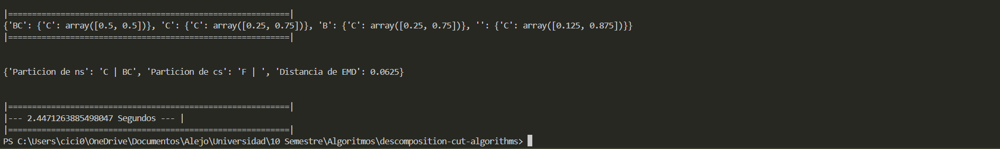 |==========================================================|
{'BC': {'C': array([0.5, 0.5])}, 'C': {'C': array([0.25, 0.75])}, 'B': {'C': array([0.25, 0.75])}, '': {'C': array([0.125, 0.875])}}
|==========================================================|
{'Particion de ns': 'C | BC', 'Particion de cs': 'F | ', 'Distancia de EMD': 0.0625}
|==========================================================|
|--- 2.4471263885498047 Segundos --- |
|==========================================================|
PS C:\Users\cici0\OneDrive\Documentos\Alejo\Universidad\10 Semestre\Algoritmos\descomposition-cut-algorithms>